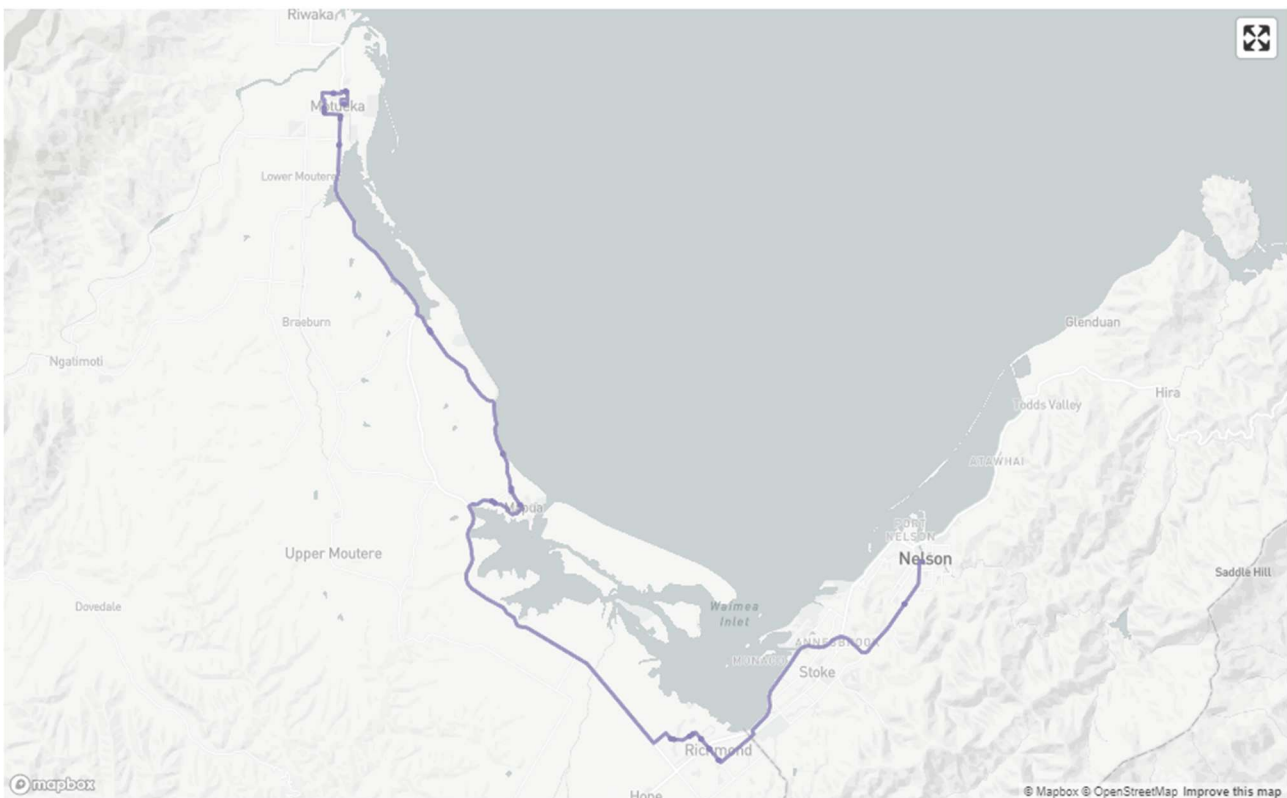 Riwaka
Motueka
Lower Moutere
Braeburn
Ngatimoti
Glenduan
Hira
Todds Valley
ATAWHAI
Mapua
PORT
NELSON
Nelson
Upper Moutere
Saddle Hill
Dovedale
Waimea
Inlet
ANNESBROOK
MONACO
Stoke
Richmond
Hope
mapbox
© Mapbox © OpenStreetMap Improve this map